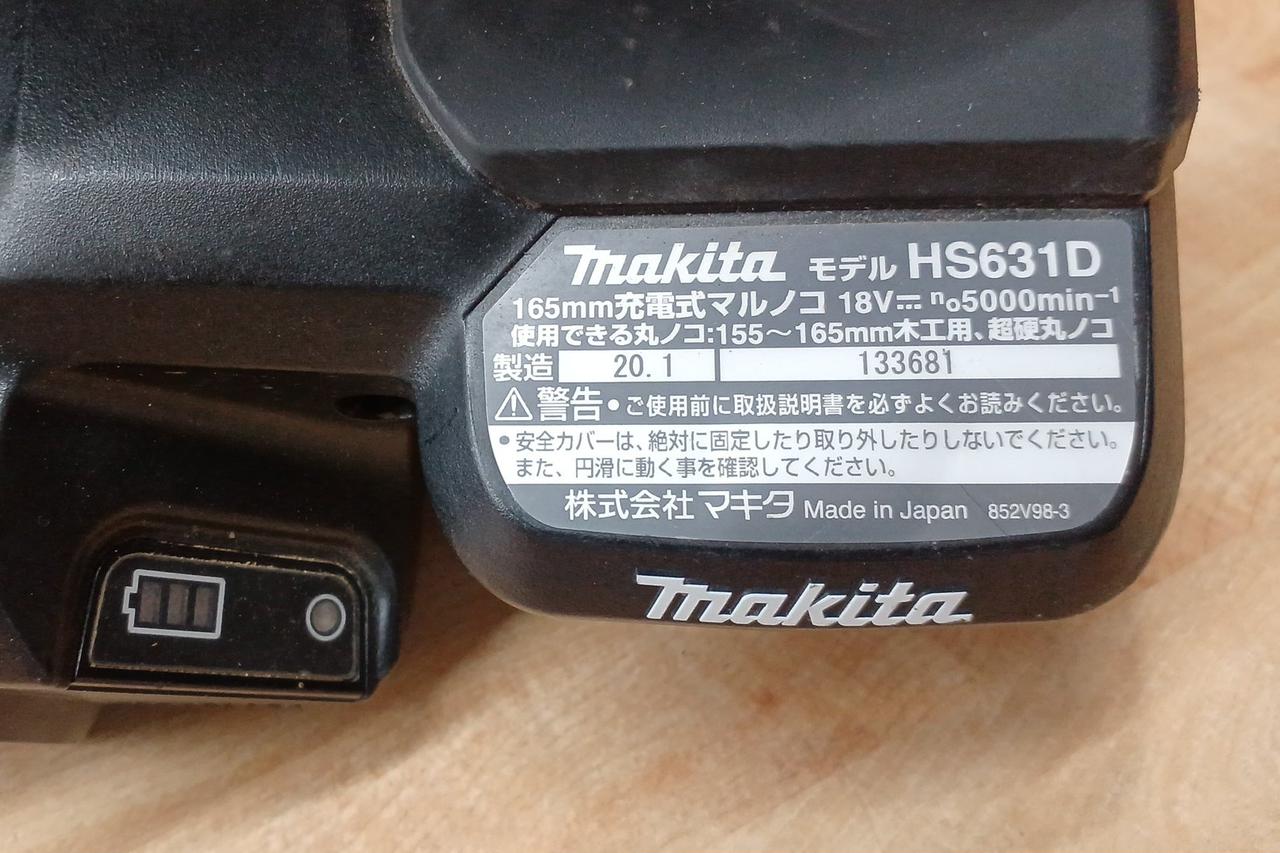 makita モデル HS631D
165mm充電式マルノコ 18V⎓ n₀5000min⁻¹
使用できる丸ノコ:155～165mm木工用、超硬丸ノコ
製造 20.1 133681
⚠警告•ご使用前に取扱説明書を必ずよくお読みください。
•安全カバーは、絶対に固定したり取り外したりしないでください。
また、円滑に動く事を確認してください。
株式会社マキタ Made in Japan 852V98-3
makita